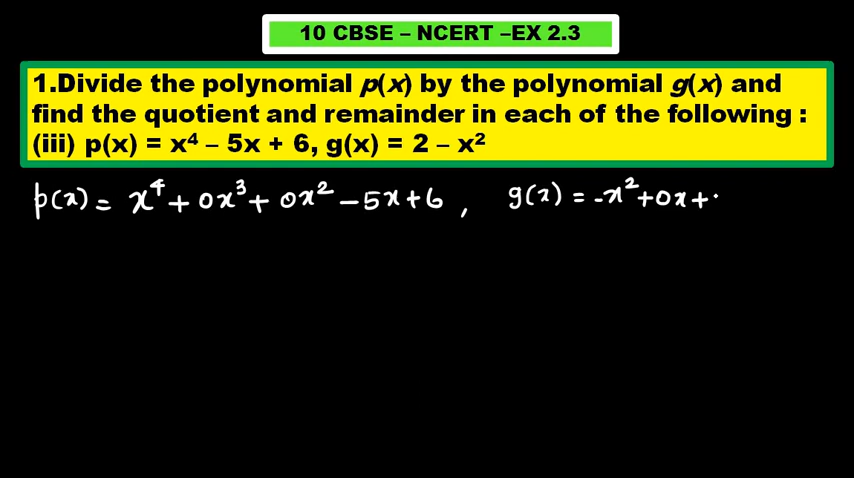 10 CBSE – NCERT –EX 2.3
1.Divide the polynomial p(x) by the polynomial g(x) and
find the quotient and remainder in each of the following :
(iii) p(x) = x⁴ – 5x + 6, g(x) = 2 – x²
p(x) = x⁴ + 0x³ + 0x² – 5x + 6 , g(x) = -x² + 0x +